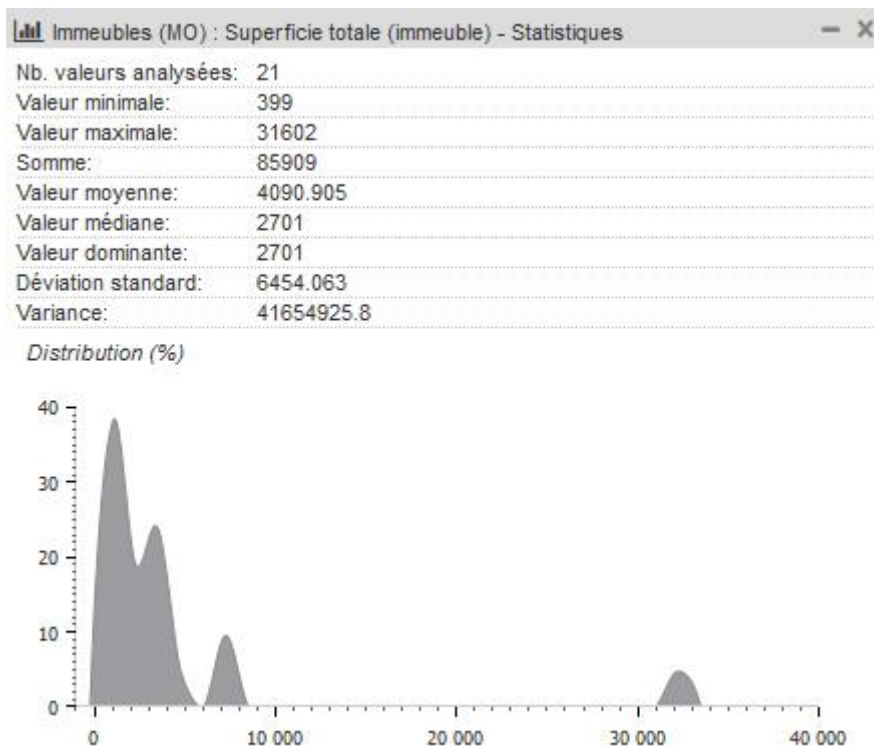 Immeubles (MO) : Superficie totale (immeuble) - Statistiques
Nb. valeurs analysées: 21
Valeur minimale: 399
Valeur maximale: 31602
Somme: 85909
Valeur moyenne: 4090.905
Valeur médiane: 2701
Valeur dominante: 2701
Déviation standard: 6454.063
Variance: 41654925.8
Distribution (%)
40
30
20
10
0
0 10 000 20 000 30 000 40 000